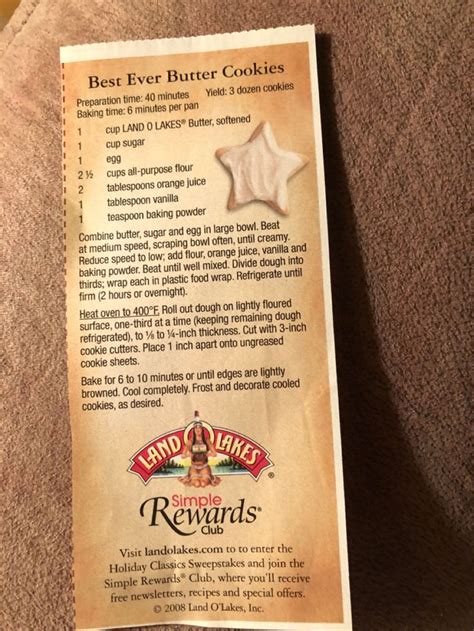 Best Ever Butter Cookies
Preparation time: 40 minutes Yield: 3 dozen cookies
Baking time: 6 minutes per pan
1 cup LAND O LAKES® Butter, softened
1 cup sugar
1 egg
2 ½ cups all-purpose flour
2 tablespoons orange juice
1 tablespoon vanilla
1 teaspoon baking powder
Combine butter, sugar and egg in large bowl. Beat
at medium speed, scraping bowl often, until creamy.
Reduce speed to low; add flour, orange juice, vanilla and
baking powder. Beat until well mixed. Divide dough into
thirds; wrap each in plastic food wrap. Refrigerate until
firm (2 hours or overnight).
Heat oven to 400°F. Roll out dough on lightly floured
surface, one-third at a time (keeping remaining dough
refrigerated), to ⅛ to ¼-inch thickness. Cut with 3-inch
cookie cutters. Place 1 inch apart onto ungreased
cookie sheets.
Bake for 6 to 10 minutes or until edges are lightly
browned. Cool completely. Frost and decorate cooled
cookies, as desired.
LAND O LAKES®
Simple
Rewards®
Club
Visit landolakes.com to to enter the
Holiday Classics Sweepstakes and join the
Simple Rewards® Club, where you'll receive
free newsletters, recipes and special offers.
© 2008 Land O'Lakes, Inc.